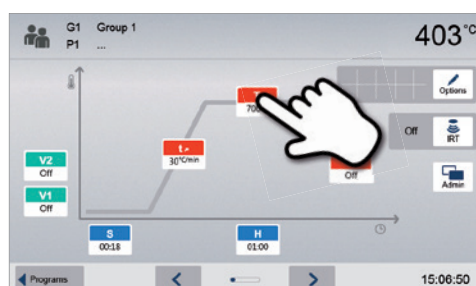 G1 Group 1
P1 ...
403°C
Options
Off
IRT
Admin
t
30°C/min
Off
V2
Off
V1
Off
S
00:18
H
01:00
Programs
15:06:50